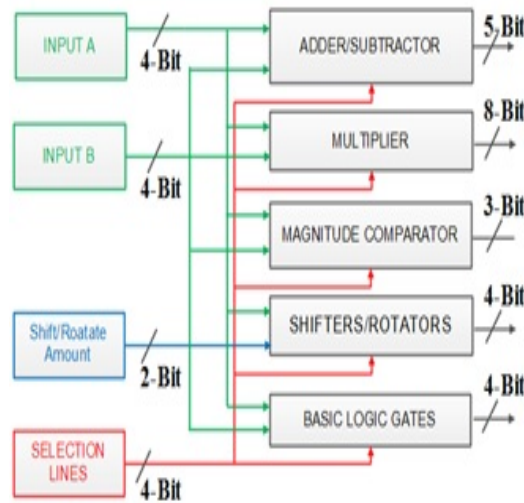 INPUT A
4-Bit
ADDER/SUBTRACTOR
5-Bit
INPUT B
4-Bit
MULTIPLIER
8-Bit
MAGNITUDE COMPARATOR
3-Bit
Shift/Roatate
Amount
2-Bit
SHIFTERS/ROTATORS
4-Bit
BASIC LOGIC GATES
4-Bit
SELECTION
LINES
4-Bit